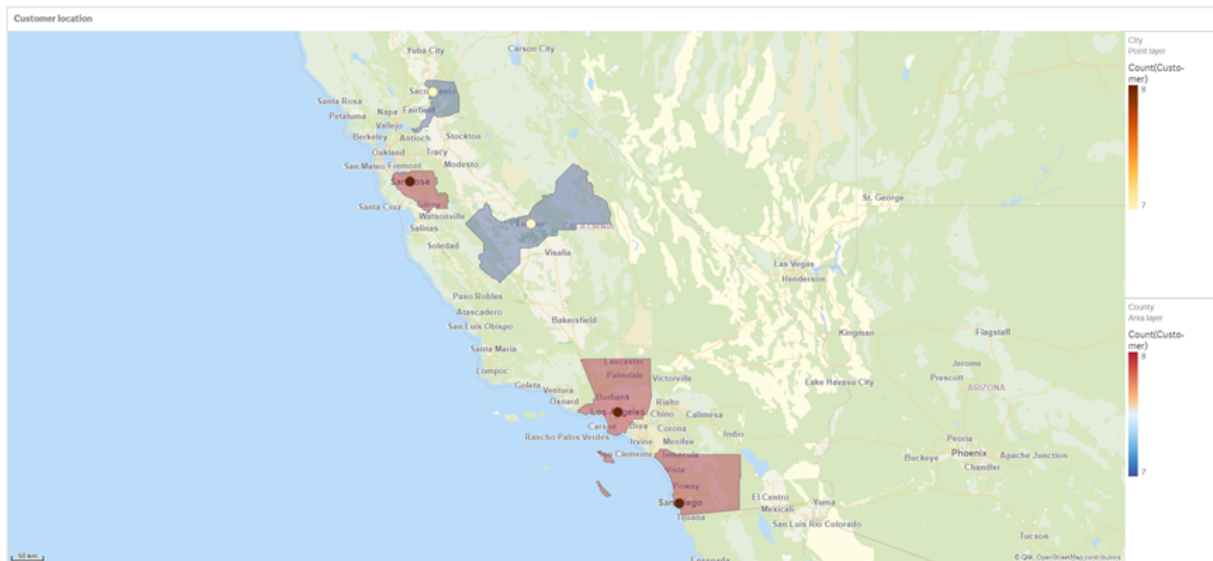 Customer location
Yuba City
Carson City
Sacramento
Santa Rosa
Napa
Fairfield
Petaluma
Vallejo
Berkeley
Antioch
Stockton
Oakland
Tracy
San Mateo Fremont
Modesto
San Jose
Santa Cruz
Gilroy
Watsonville
Salinas
Soledad
CALIFORNIA
Visalia
St. George
Las Vegas
Henderson
Paso Robles
Atascadero
San Luis Obispo
Bakersfield
Santa Maria
Lompoc
Goleta
Ventura
Oxnard
Lancaster
Palmdale
Victorville
Burbank
Rialto
Los Angeles
Chino
Calimesa
Carson
Brea
Corona
Rancho Palos Verdes
Irvine
Menifee
Indio
San Clemente
Temecula
Vista
Poway
San Diego
Tijuana
El Centro
Mexicali
Yuma
San Luis Rio Colorado
Ensenada
Kingman
Flagstaff
Lake Havasu City
Jerome
Prescott
ARIZONA
Peoria
Buckeye
Phoenix
Apache Junction
Chandler
Tucson
50 km
© Qlik, OpenStreetMap contributors
City
Point layer
Count(Custo-
mer)
8
7
County
Area layer
Count(Custo-
mer)
8
7